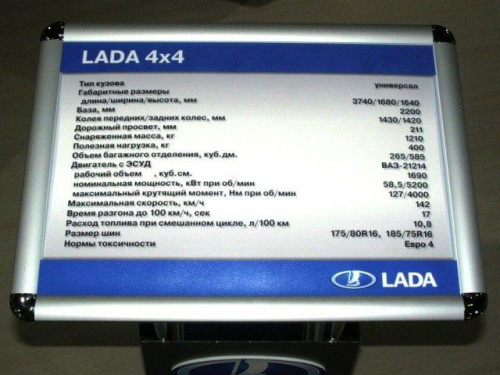 LADA 4x4
Тип кузова универсал
Габаритные размеры
длина/ширина/высота, мм 3740/1680/1640
База, мм 2200
Колея передних/задних колес, мм 1430/1420
Дорожный просвет, мм 211
Снаряженная масса, кг 1210
Полезная нагрузка, кг 400
Объем багажного отделения, куб.дм. 265/585
Двигатель с ЭСУД ВАЗ-21214
рабочий объем , куб.см. 1690
номинальная мощность, кВт при об/мин 58,5/5200
максимальный крутящий момент, Нм при об/мин 127/4000
Максимальная скорость, км/ч 142
Время разгона до 100 км/ч, сек 17
Расход топлива при смешанном цикле, л/100 км 10,8
Размер шин 175/80R16, 185/75R16
Нормы токсичности Евро 4
LADA